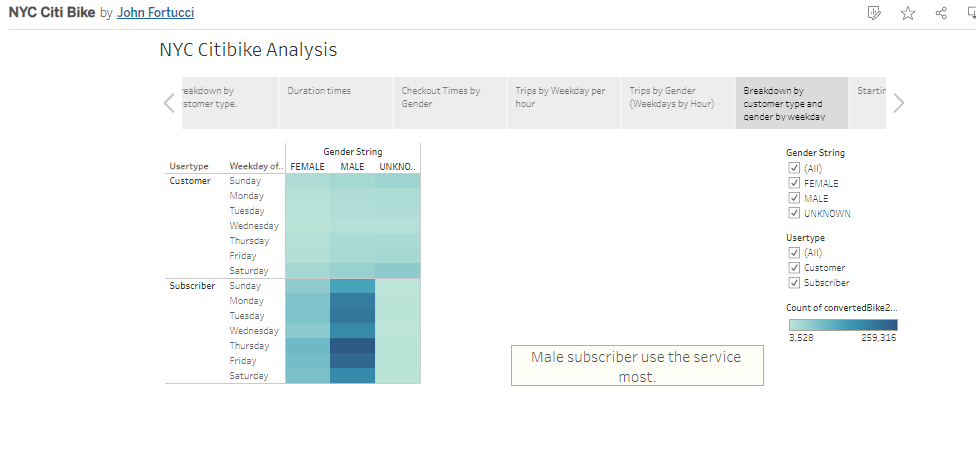 NYC Citi Bike by John Fortucci
NYC Citibike Analysis
eakdown by
stomer type.
Duration times
Checkout Times by
Gender
Trips by Weekday per
hour
Trips by Gender
(Weekdays by Hour)
Breakdown by
customer type and
gender by weekday
Startin
Gender String
Usertype Weekday of.. FEMALE MALE UNKNO..
Customer Sunday
Monday
Tuesday
Wednesday
Thursday
Friday
Saturday
Subscriber Sunday
Monday
Tuesday
Wednesday
Thursday
Friday
Saturday
Male subscriber use the service
most.
Gender String
(All)
FEMALE
MALE
UNKNOWN
Usertype
(All)
Customer
Subscriber
Count of convertedBike2...
3,528 259,316